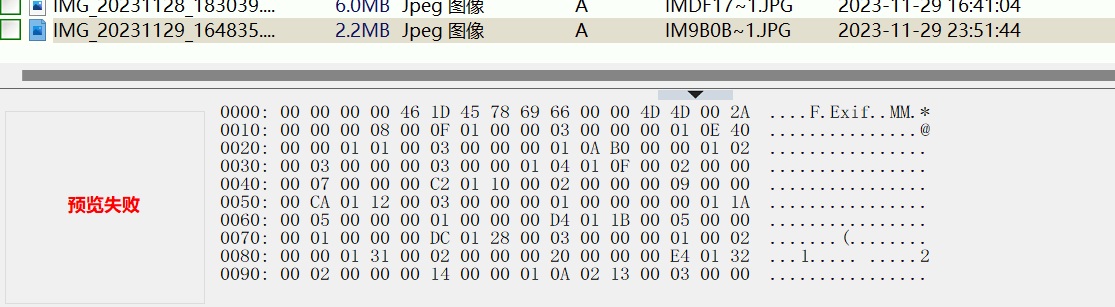 IMG_20231128_183039.... 6.0MB Jpeg 图像 A IMDF17~1.JPG 2023-11-29 16:41:04
IMG_20231129_164835.... 2.2MB Jpeg 图像 A IM9B0B~1.JPG 2023-11-29 23:51:44
预览失败
0000: 00 00 00 00 46 1D 45 78 69 66 00 00 4D 4D 00 2A ....F.Exif..MM.*
0010: 00 00 00 08 00 0F 01 00 00 03 00 00 00 01 0E 40 ...............@
0020: 00 00 01 01 00 03 00 00 00 01 0A B0 00 00 01 02 ................
0030: 00 03 00 00 00 03 00 00 01 04 01 0F 00 02 00 00 ................
0040: 00 07 00 00 00 C2 01 10 00 02 00 00 00 09 00 00 ................
0050: 00 CA 01 12 00 03 00 00 00 01 00 00 00 00 01 1A ................
0060: 00 05 00 00 00 01 00 00 00 D4 01 1B 00 05 00 00 ................
0070: 00 01 00 00 00 DC 01 28 00 03 00 00 00 01 00 02 .......(........
0080: 00 00 01 31 00 02 00 00 00 20 00 00 00 E4 01 32 ...1..... .....2
0090: 00 02 00 00 00 14 00 00 01 0A 02 13 00 03 00 00 ................